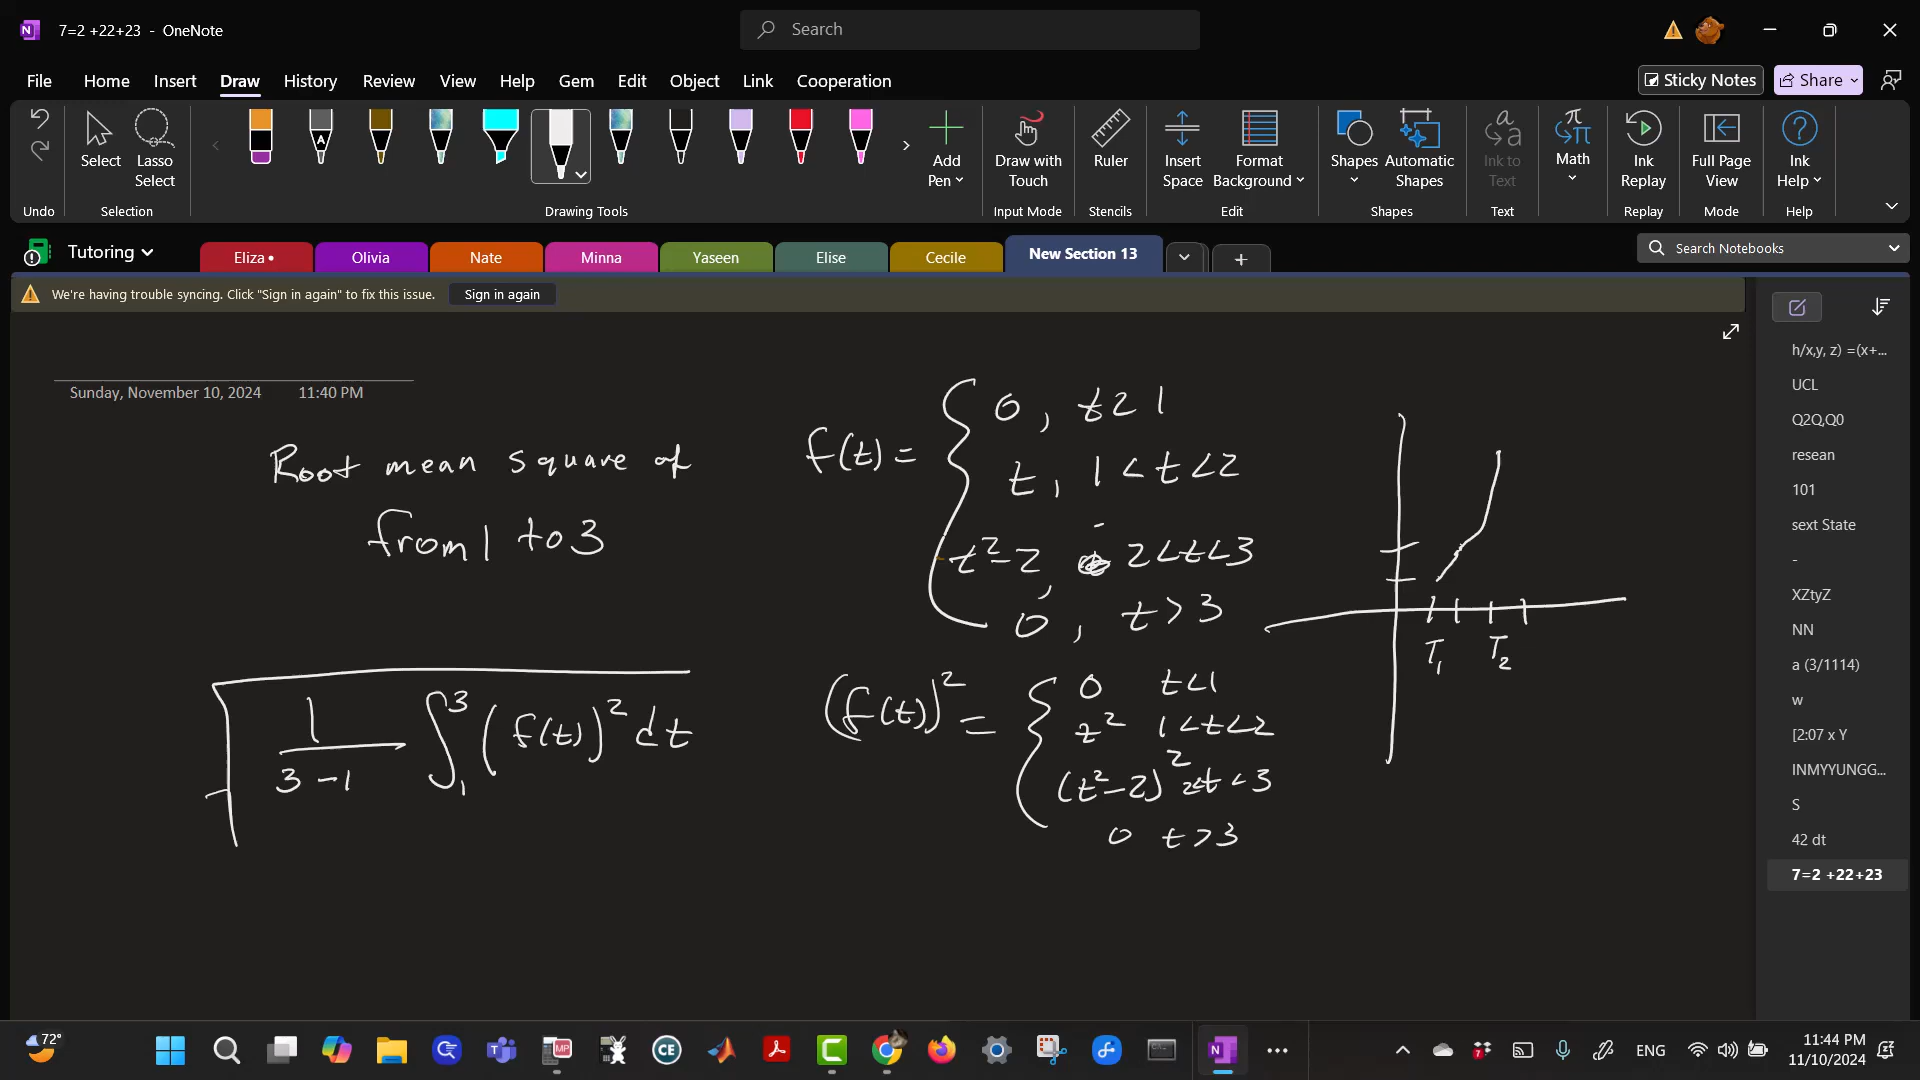 7=2 +22+23 - OneNote
Search
File Home Insert Draw History Review View Help Gem Edit Object Link Cooperation
Sticky Notes
Share
Undo
Select
Lasso Select
Selection
Drawing Tools
Add Pen
Draw with Touch
Input Mode
Ruler
Stencils
Insert Space
Format Background
Edit
Shapes
Automatic Shapes
Shapes
Ink to Text
Text
Math
Ink Replay
Replay
Full Page View
Mode
Ink Help
Help
Tutoring
Eliza
Olivia
Nate
Minna
Yaseen
Elise
Cecile
New Section 13
Search Notebooks
We're having trouble syncing. Click "Sign in again" to fix this issue.
Sign in again
Sunday, November 10, 2024 11:40 PM
Root mean square of
from 1 to 3
f(t) = { 0, t≥1
t, 1<t<2
t²-2, 2<t<3
0, t>3
T₁ T₂
1/(3-1) ∫₁³ (f(t))² dt
(f(t))² = { 0 t<1
t² 1<t<2
(t²-2)² 2<t<3
0 t>3
h/x,y, z) =(x+...
UCL
Q2Q,Q0
resean
101
sext State
-
XZtyZ
NN
a (3/1114)
w
[2:07 x Y
INMYYUNGG...
S
42 dt
7=2 +22+23
72°
ENG
11:44 PM
11/10/2024